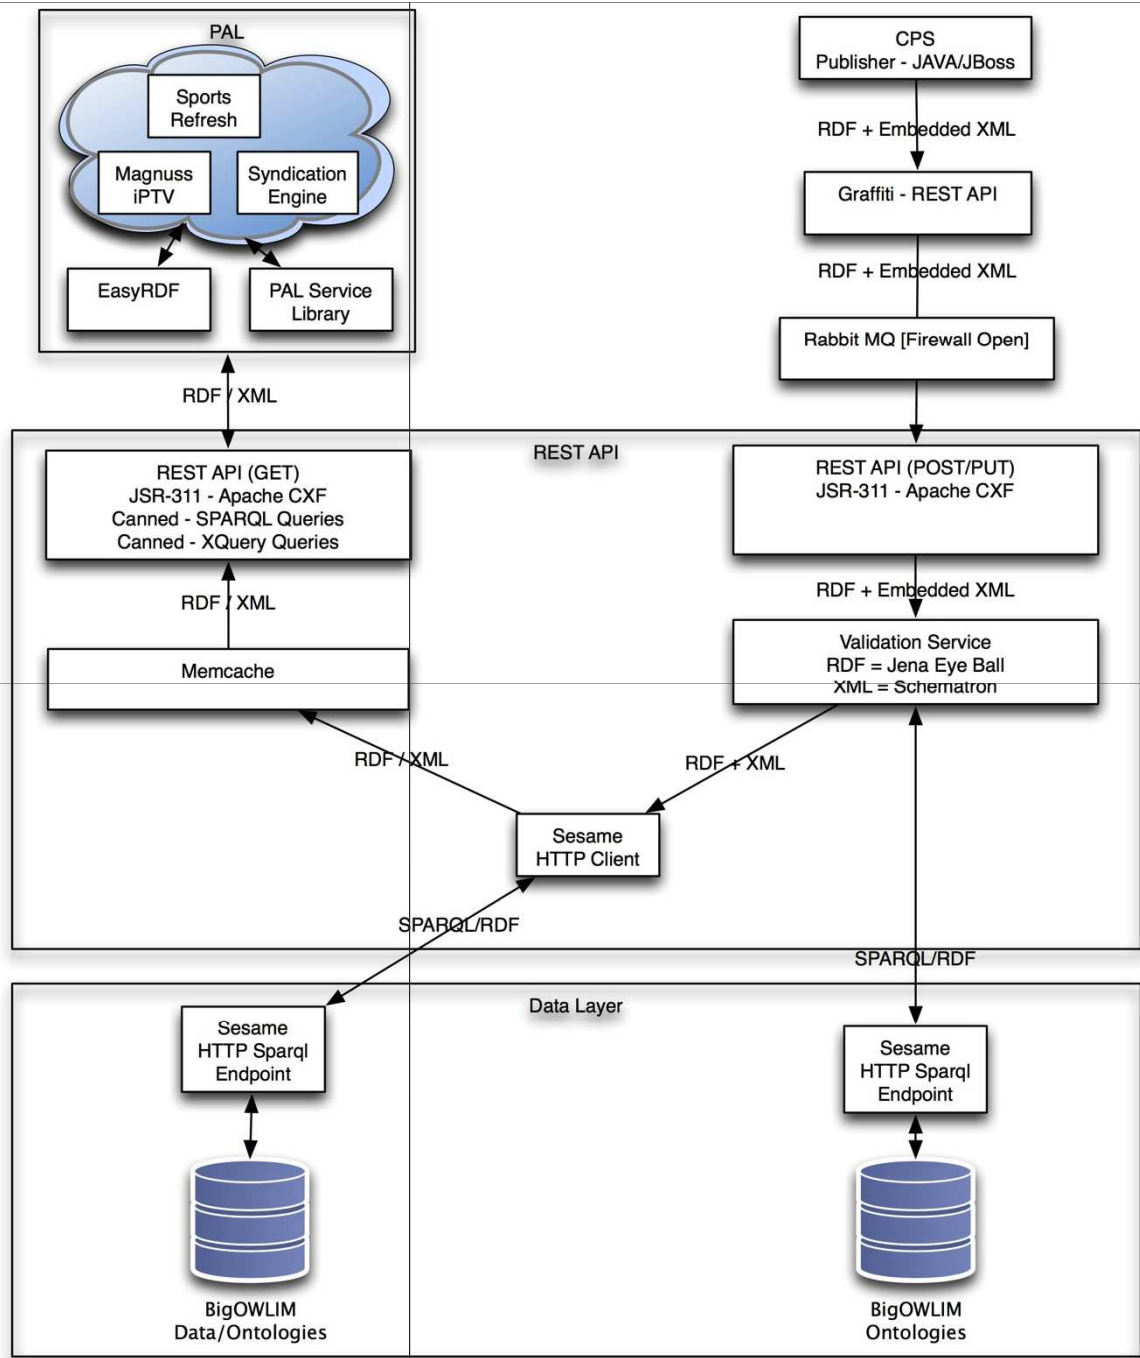 PAL
Sports
Refresh
Magnuss
iPTV
Syndication
Engine
EasyRDF
PAL Service
Library
RDF / XML
CPS
Publisher - JAVA/JBoss
RDF + Embedded XML
Graffiti - REST API
RDF + Embedded XML
Rabbit MQ [Firewall Open]
REST API
REST API (GET)
JSR-311 - Apache CXF
Canned - SPARQL Queries
Canned - XQuery Queries
RDF / XML
Memcache
REST API (POST/PUT)
JSR-311 - Apache CXF
RDF + Embedded XML
Validation Service
RDF = Jena Eye Ball
XML = Schematron
RDF / XML
RDF + XML
Sesame
HTTP Client
SPARQL/RDF
SPARQL/RDF
Data Layer
Sesame
HTTP Sparql
Endpoint
BigOWLIM
Data/Ontologies
Sesame
HTTP Sparql
Endpoint
BigOWLIM
Ontologies